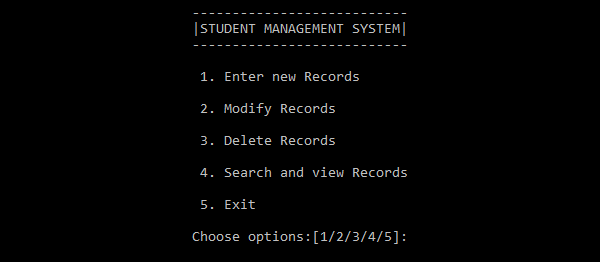 ---------------------------
|STUDENT MANAGEMENT SYSTEM|
---------------------------
1. Enter new Records
2. Modify Records
3. Delete Records
4. Search and view Records
5. Exit
Choose options:[1/2/3/4/5]: